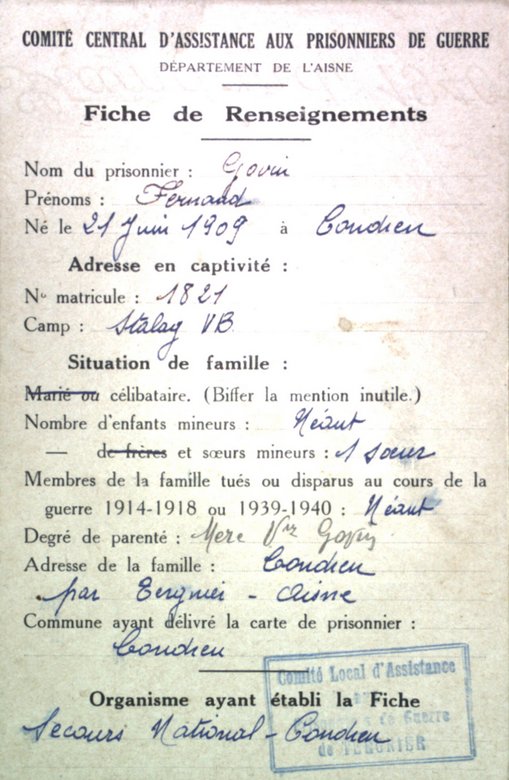 COMITÉ CENTRAL D'ASSISTANCE AUX PRISONNIERS DE GUERRE
DÉPARTEMENT DE L'AISNE
Fiche de Renseignements
Nom du prisonnier : Govin
Prénoms : Fernand
Né le 21 Juin 1909 à Condren
Adresse en captivité :
No matricule : 1821
Camp : Stalag VB
Situation de famille :
Marié ou célibataire. (Biffer la mention inutile.)
Nombre d'enfants mineurs : Néant
— de frères et sœurs mineurs : 1 sœur
Membres de la famille tués ou disparus au cours de la
guerre 1914-1918 ou 1939-1940 : Néant
Degré de parenté : Mere Vve Govin
Adresse de la famille : Condren
par Tergnier - Aisne
Commune ayant délivré la carte de prisonnier :
Condren
Organisme ayant établi la Fiche
Secours National - Condren
Comité Local d'Assistance
de Guerre
de TERGNIER